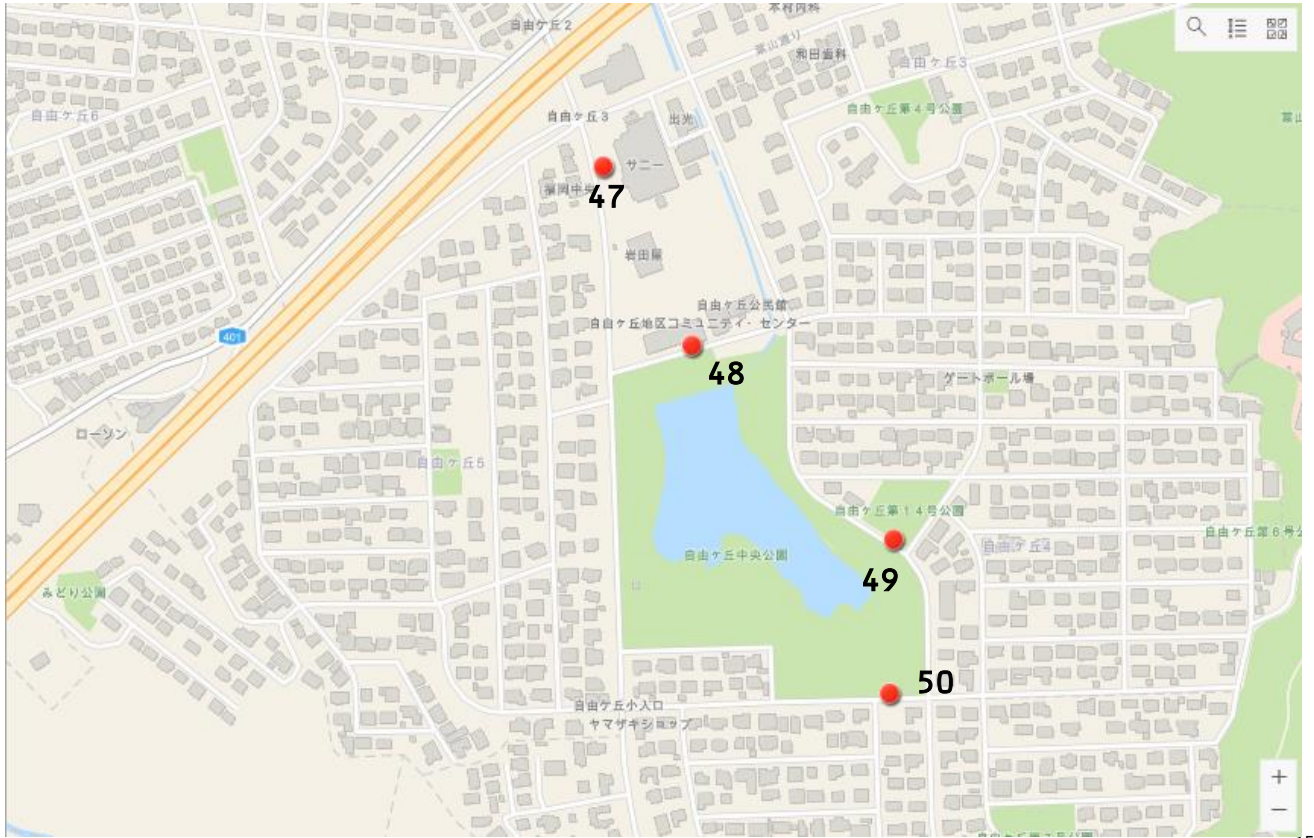 本村内科
自由ケ丘2
葉山通り
和田歯科
自由ケ丘3
自由ケ丘6
自由ケ丘第4号公園
自由ケ丘3
出光
サニー
福岡中央
47
岩田屋
自由ケ丘公民館
自由ケ丘地区コミュニティ・センター
401
48
ゲートボール場
ローソン
自由ケ丘5
自由ケ丘第14号公園
自由ケ丘第6号
自由ケ丘4
自由ケ丘中央公園
49
みどり公園
50
自由ケ丘小入口
ヤマザキショップ